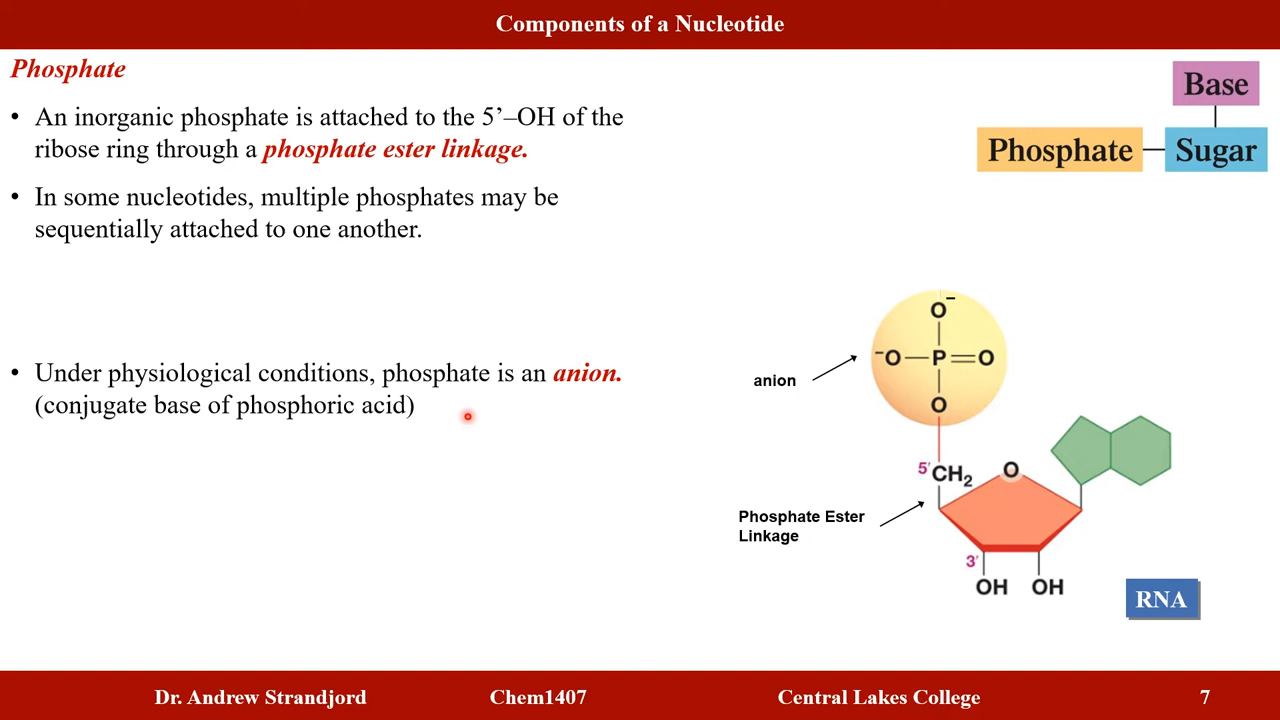 Components of a Nucleotide
Phosphate
• An inorganic phosphate is attached to the 5’–OH of the
ribose ring through a phosphate ester linkage.
• In some nucleotides, multiple phosphates may be
sequentially attached to one another.
• Under physiological conditions, phosphate is an anion.
(conjugate base of phosphoric acid)
Base
Phosphate
Sugar
O⁻
⁻O—P=O
O
anion
5′CH₂
O
Phosphate Ester
Linkage
3′
OH OH
RNA
Dr. Andrew Strandjord Chem1407 Central Lakes College 7